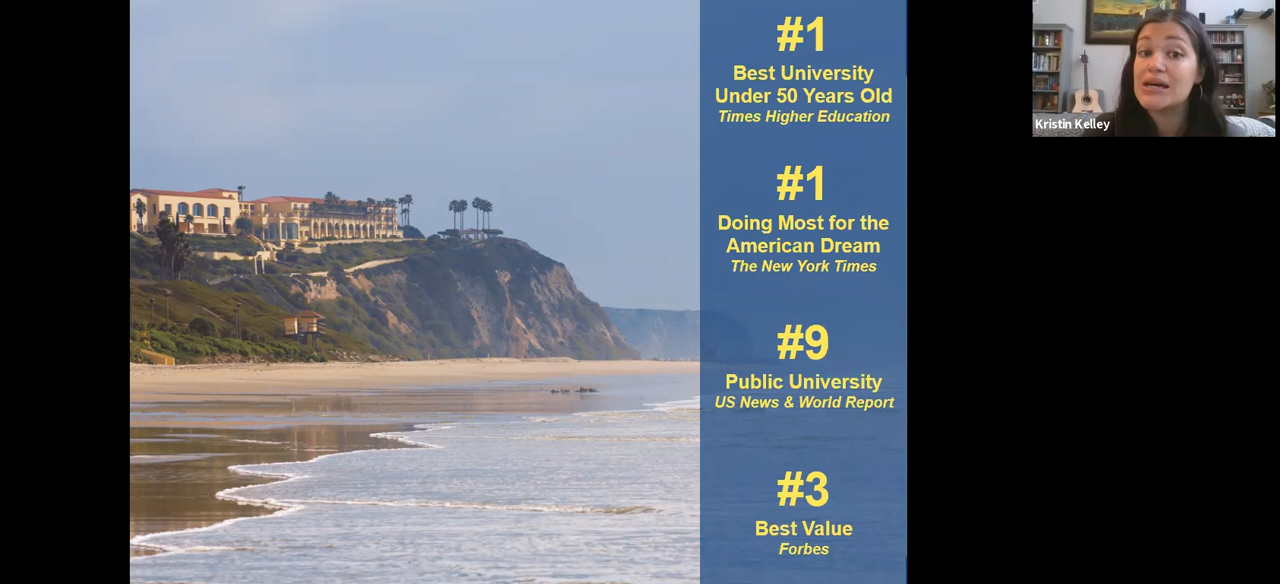 #1
Best University
Under 50 Years Old
Times Higher Education
#1
Doing Most for the
American Dream
The New York Times
#9
Public University
US News & World Report
#3
Best Value
Forbes
Kristin Kelley